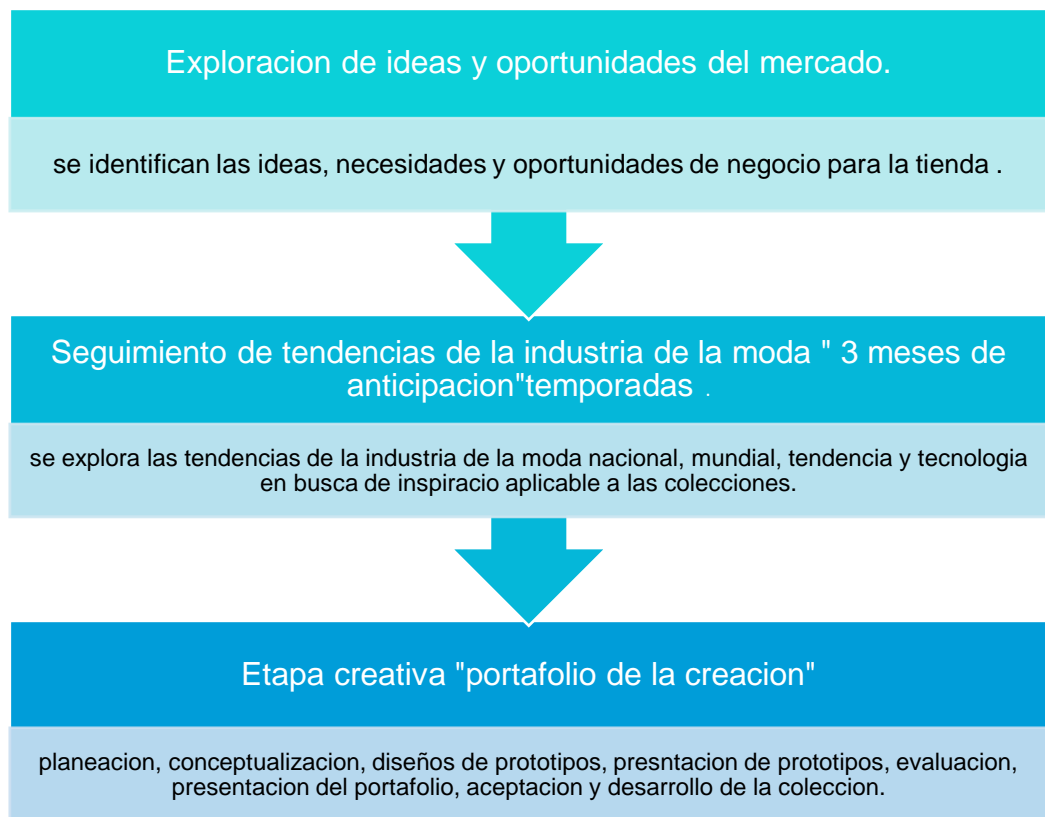 Exploracion de ideas y oportunidades del mercado.
se identifican las ideas, necesidades y oportunidades de negocio para la tienda .
Seguimiento de tendencias de la industria de la moda " 3 meses de
anticipacion"temporadas .
se explora las tendencias de la industria de la moda nacional, mundial, tendencia y tecnologia
en busca de inspiracio aplicable a las colecciones.
Etapa creativa "portafolio de la creacion"
planeacion, conceptualizacion, diseños de prototipos, presntacion de prototipos, evaluacion,
presentacion del portafolio, aceptacion y desarrollo de la coleccion.